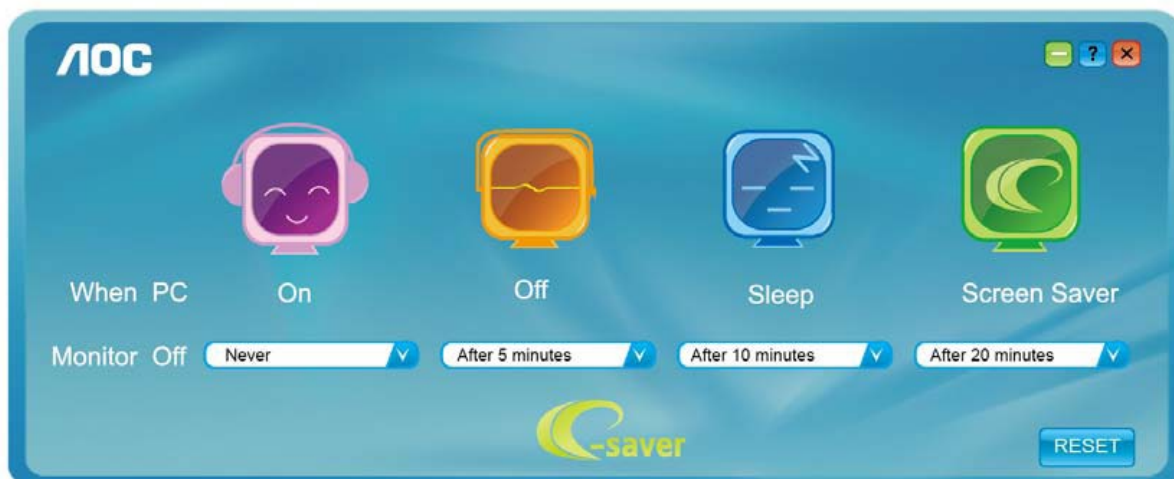 AOC
?
When PC On Off Sleep Screen Saver
Monitor Off Never After 5 minutes After 10 minutes After 20 minutes
e-saver
RESET